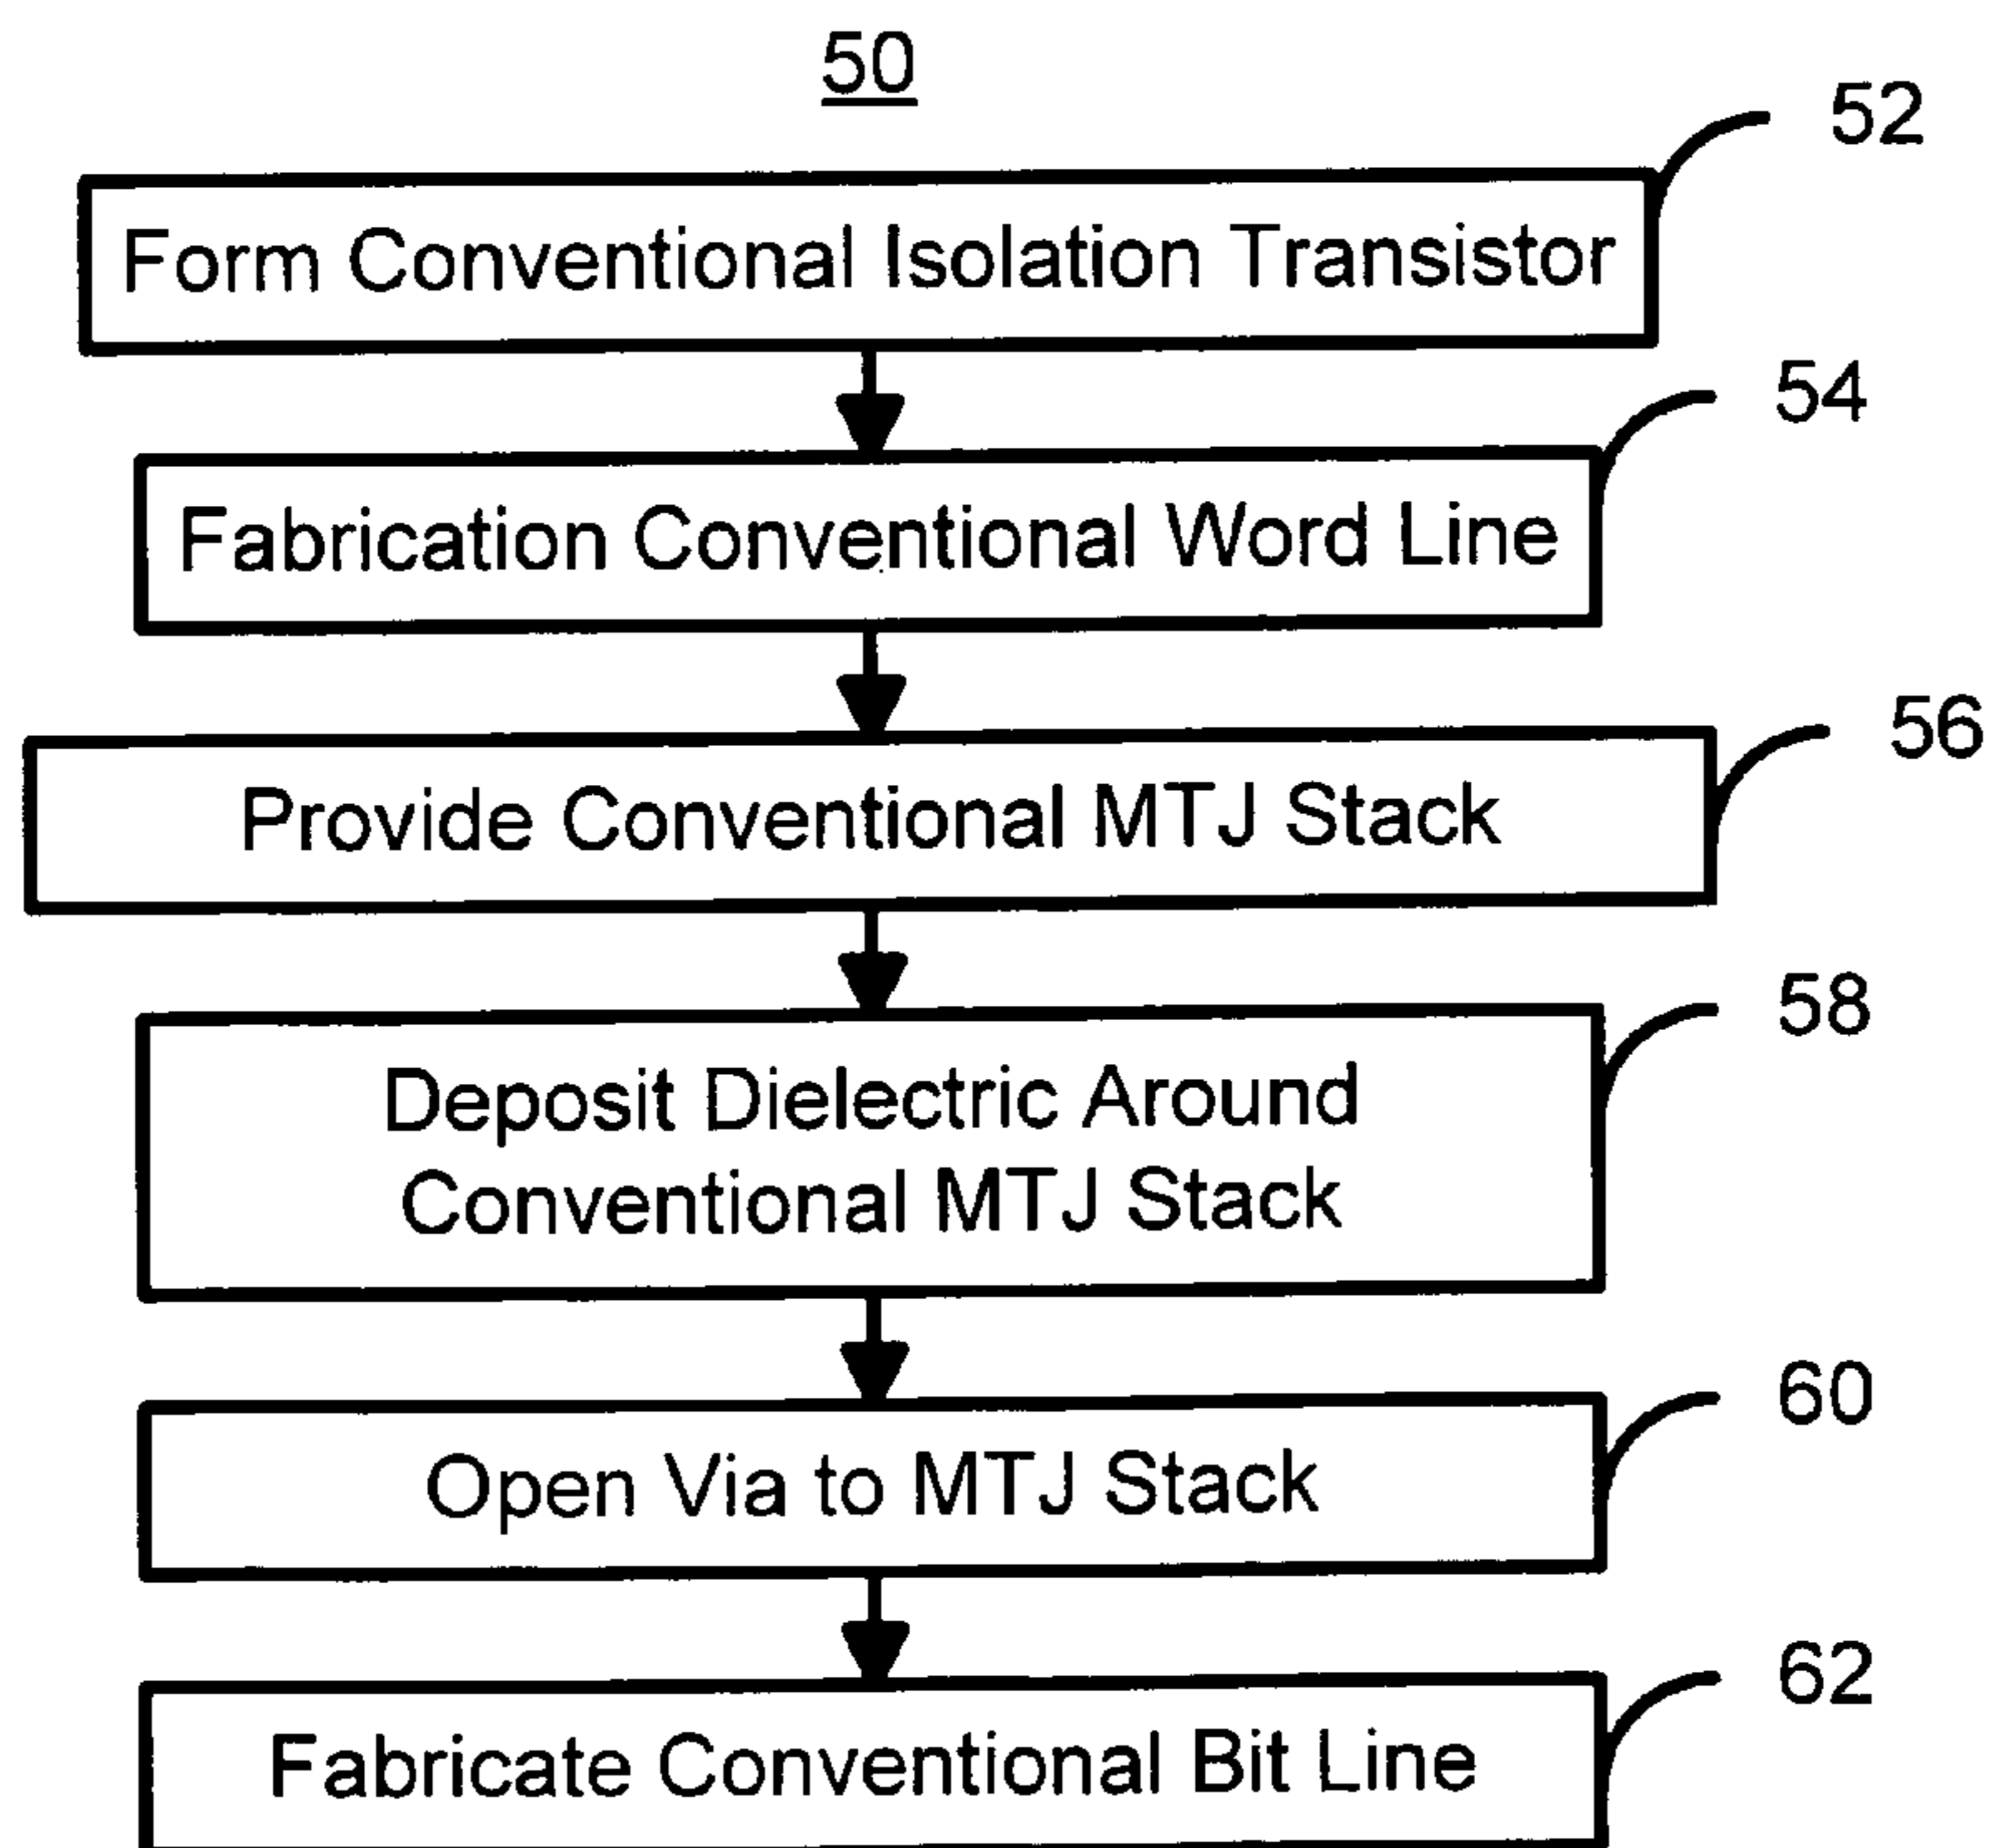 50
52
Form Conventional Isolation Transistor
54
Fabrication Conventional Word Line
56
Provide Conventional MTJ Stack
58
Deposit Dielectric Around
Conventional MTJ Stack
60
Open Via to MTJ Stack
62
Fabricate Conventional Bit Line